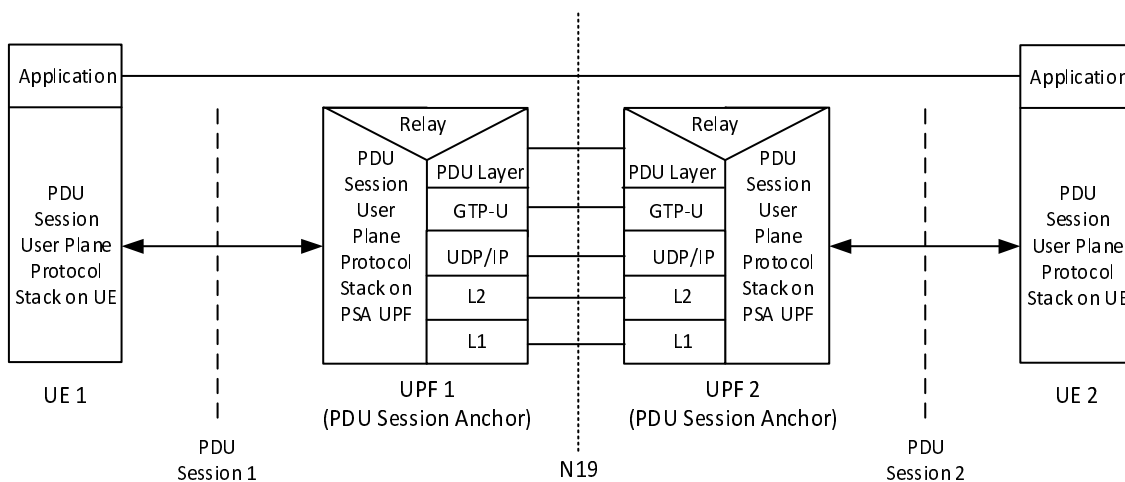 Application
PDU
Session
User Plane
Protocol
Stack on UE
UE 1
PDU
Session 1
Relay
PDU
Session
User
Plane
Protocol
Stack on
PSA UPF
PDU Layer
GTP-U
UDP/IP
L2
L1
UPF 1
(PDU Session Anchor)
N19
Relay
PDU Layer
GTP-U
UDP/IP
L2
L1
PDU
Session
User
Plane
Protocol
Stack on
PSA UPF
UPF 2
(PDU Session Anchor)
PDU
Session 2
Application
PDU
Session
User Plane
Protocol
Stack on UE
UE 2